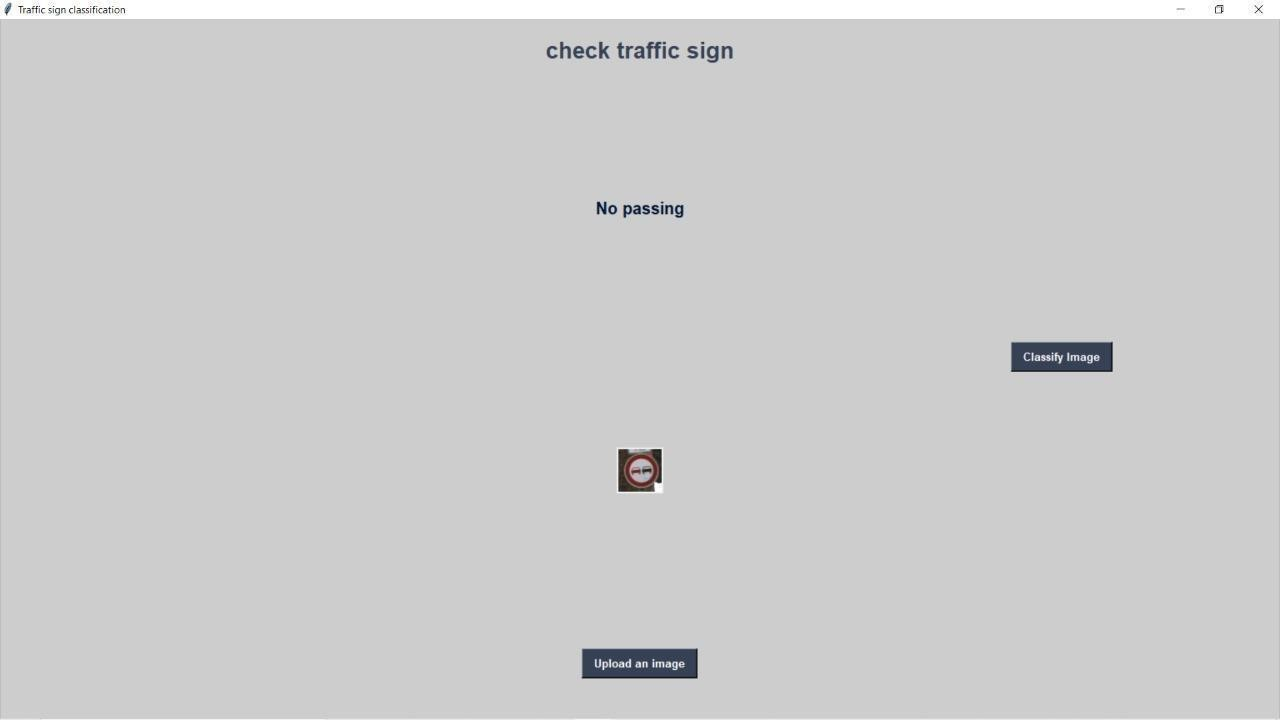 Traffic sign classification
check traffic sign
No passing
Classify Image
Upload an image